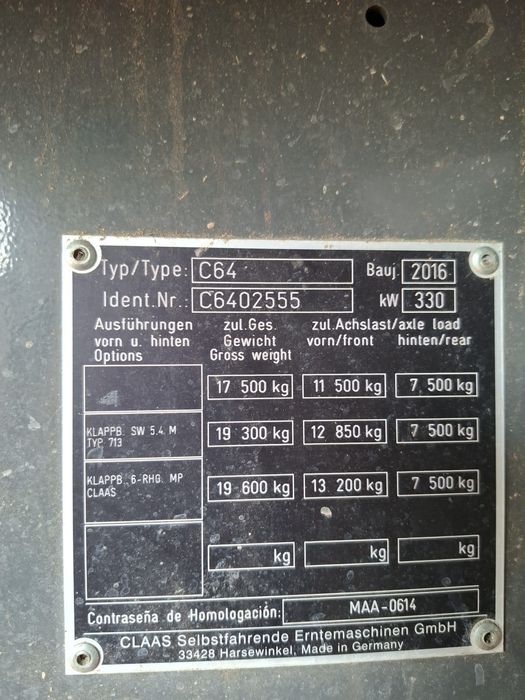 Typ/Type: C64 Bauj. 2016
Ident.Nr.: C6402555 kW 330
Ausführungen zul.Ges. zul.Achslast/axle load
vorn u. hinten Gewicht vorn/front hinten/rear
Options Gross weight
17 500 kg 11 500 kg 7 500 kg
KLAPPB. SW 5.4 M
TYP 713 19 300 kg 12 850 kg 7 500 kg
KLAPPB. 6-RHG. MP
CLAAS 19 600 kg 13 200 kg 7 500 kg
kg kg kg
Contraseña de Homologación: MAA-0614
CLAAS Selbstfahrende Erntemaschinen GmbH
33428 Harsewinkel, Made in Germany